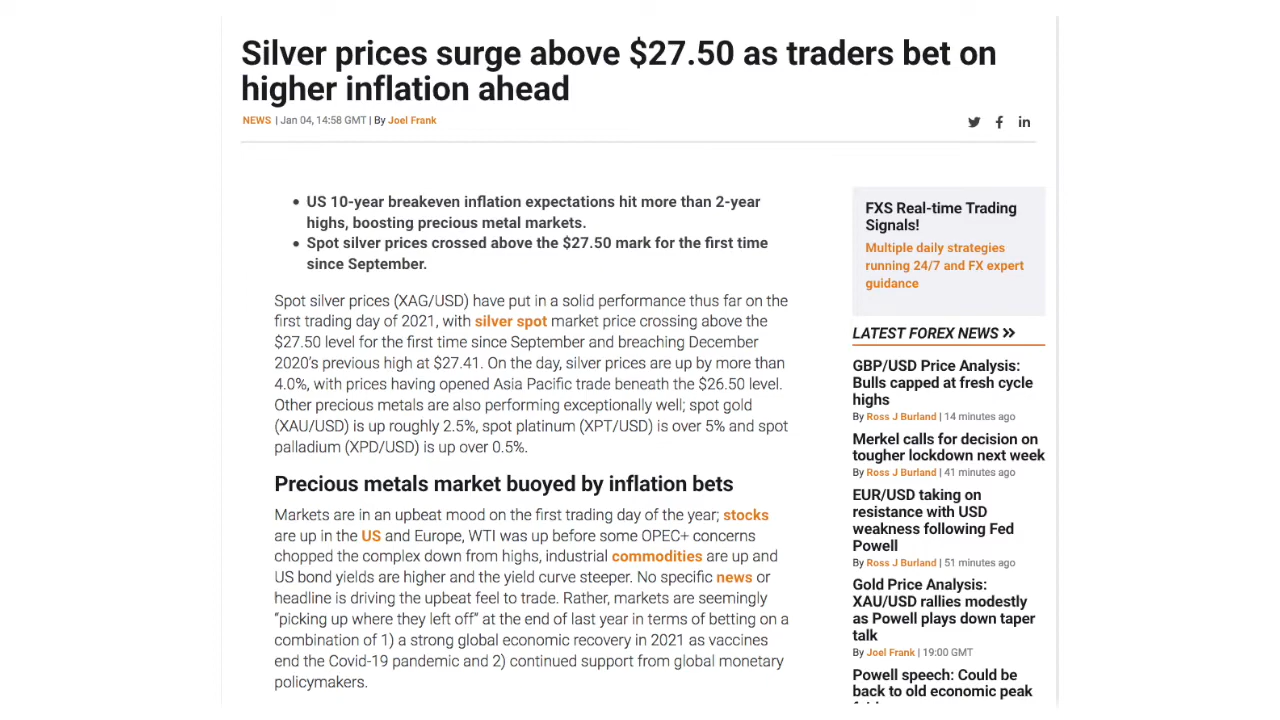 Silver prices surge above $27.50 as traders bet on
higher inflation ahead
NEWS | Jan 04, 14:58 GMT | By Joel Frank
• US 10-year breakeven inflation expectations hit more than 2-year
highs, boosting precious metal markets.
• Spot silver prices crossed above the $27.50 mark for the first time
since September.
Spot silver prices (XAG/USD) have put in a solid performance thus far on the
first trading day of 2021, with silver spot market price crossing above the
$27.50 level for the first time since September and breaching December
2020's previous high at $27.41. On the day, silver prices are up by more than
4.0%, with prices having opened Asia Pacific trade beneath the $26.50 level.
Other precious metals are also performing exceptionally well; spot gold
(XAU/USD) is up roughly 2.5%, spot platinum (XPT/USD) is over 5% and spot
palladium (XPD/USD) is up over 0.5%.
Precious metals market buoyed by inflation bets
Markets are in an upbeat mood on the first trading day of the year; stocks
are up in the US and Europe, WTI was up before some OPEC+ concerns
chopped the complex down from highs, industrial commodities are up and
US bond yields are higher and the yield curve steeper. No specific news or
headline is driving the upbeat feel to trade. Rather, markets are seemingly
"picking up where they left off" at the end of last year in terms of betting on a
combination of 1) a strong global economic recovery in 2021 as vaccines
end the Covid-19 pandemic and 2) continued support from global monetary
policymakers.
FXS Real-time Trading
Signals!
Multiple daily strategies
running 24/7 and FX expert
guidance
LATEST FOREX NEWS »
GBP/USD Price Analysis:
Bulls capped at fresh cycle
highs
By Ross J Burland | 14 minutes ago
Merkel calls for decision on
tougher lockdown next week
By Ross J Burland | 41 minutes ago
EUR/USD taking on
resistance with USD
weakness following Fed
Powell
By Ross J Burland | 51 minutes ago
Gold Price Analysis:
XAU/USD rallies modestly
as Powell plays down taper
talk
By Joel Frank | 19:00 GMT
Powell speech: Could be
back to old economic peak